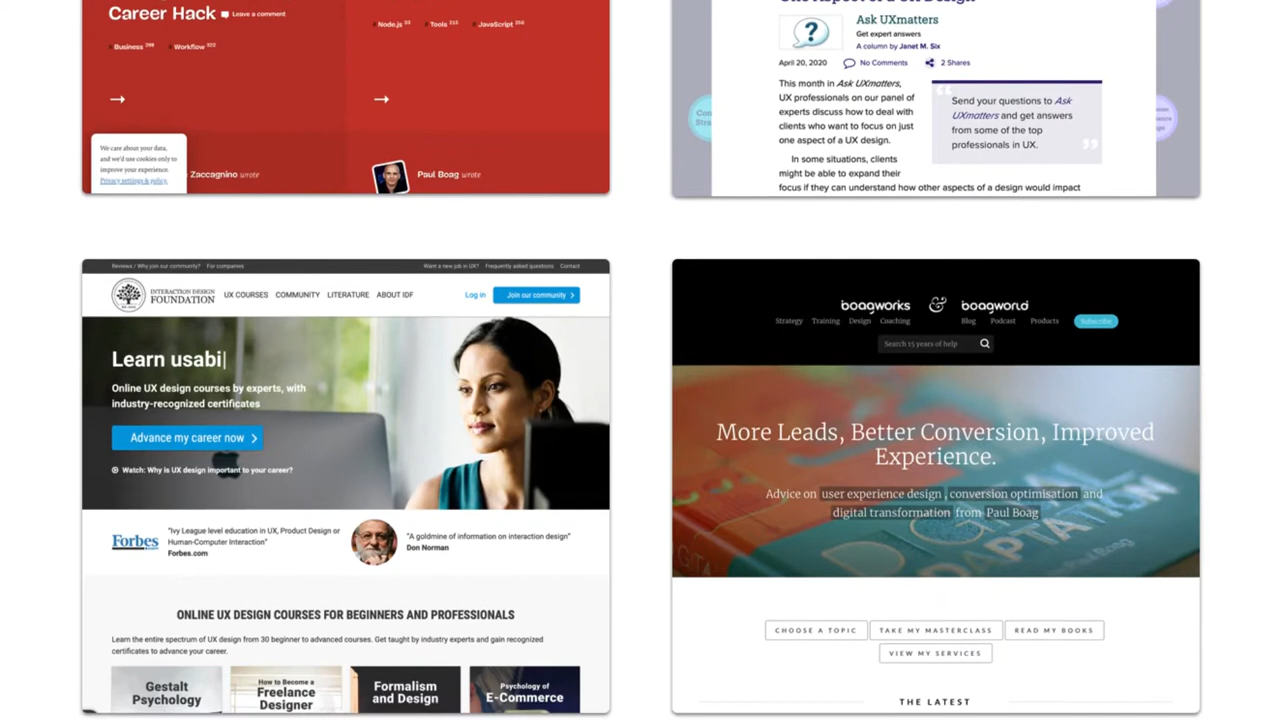 Career Hack
Leave a comment
# Node.js 53 # Tools 315 # JavaScript 256
# Business 299 # Workflow 322
We care about your data,
and we'd use cookies only to
improve your experience.
Privacy settings & policy.
Zaccagnino wrote
Paul Boag wrote
One Aspect of a UX Design
Ask UXmatters
Get expert answers
A column by Janet M. Six
April 20, 2020
No Comments
2 Shares
This month in Ask UXmatters,
UX professionals on our panel of
experts discuss how to deal with
clients who want to focus on just
one aspect of a UX design.
In some situations, clients
might be able to expand their
focus if they can understand how other aspects of a design would impact
Send your questions to Ask
UXmatters and get answers
from some of the top
professionals in UX.
Reviews / Why join our community? For companies
Want a new job in UX? Frequently asked questions Contact
INTERACTION DESIGN
FOUNDATION
UX COURSES COMMUNITY LITERATURE ABOUT IDF
Log in
Join our community
Learn usabi|
Online UX design courses by experts, with
industry-recognized certificates
Advance my career now
Watch: Why is UX design important to your career?
Forbes
"Ivy League level education in UX, Product Design or
Human-Computer Interaction"
Forbes.com
"A goldmine of information on interaction design"
Don Norman
ONLINE UX DESIGN COURSES FOR BEGINNERS AND PROFESSIONALS
Learn the entire spectrum of UX design from 30 beginner to advanced courses. Get taught by industry experts and gain recognized
certificates to advance your career.
Gestalt
Psychology
How to Become a
Freelance
Designer
Formalism
and Design
Psychology of
E-Commerce
boagworks & boagworld
Strategy Training Design Coaching
Blog Podcast Products Subscribe
Search 15 years of help
More Leads, Better Conversion, Improved
Experience.
Advice on user experience design , conversion optimisation and
digital transformation from Paul Boag
CHOOSE A TOPIC
TAKE MY MASTERCLASS
READ MY BOOKS
VIEW MY SERVICES
THE LATEST